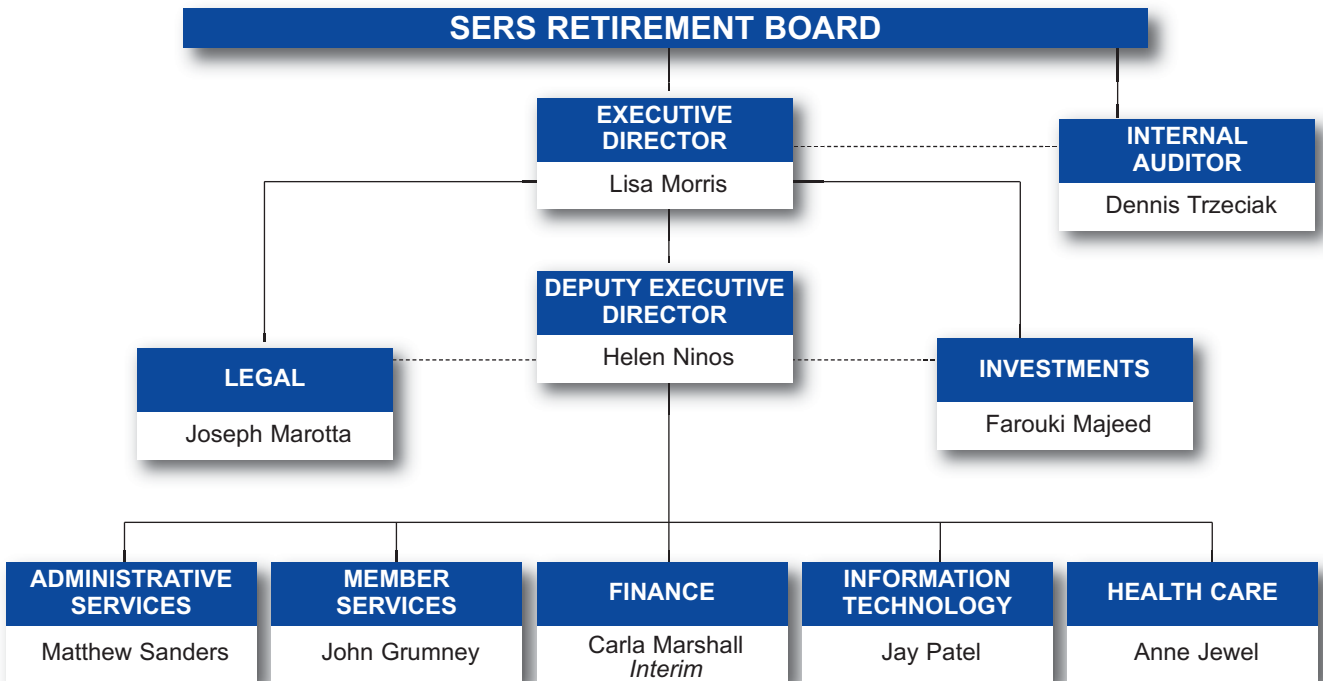 SERS RETIREMENT BOARD
EXECUTIVE
DIRECTOR
Lisa Morris
INTERNAL
AUDITOR
Dennis Trzeciak
DEPUTY EXECUTIVE
DIRECTOR
Helen Ninos
LEGAL
Joseph Marotta
INVESTMENTS
Farouki Majeed
ADMINISTRATIVE
SERVICES
Matthew Sanders
MEMBER
SERVICES
John Grumney
FINANCE
Carla Marshall
Interim
INFORMATION
TECHNOLOGY
Jay Patel
HEALTH CARE
Anne Jewel